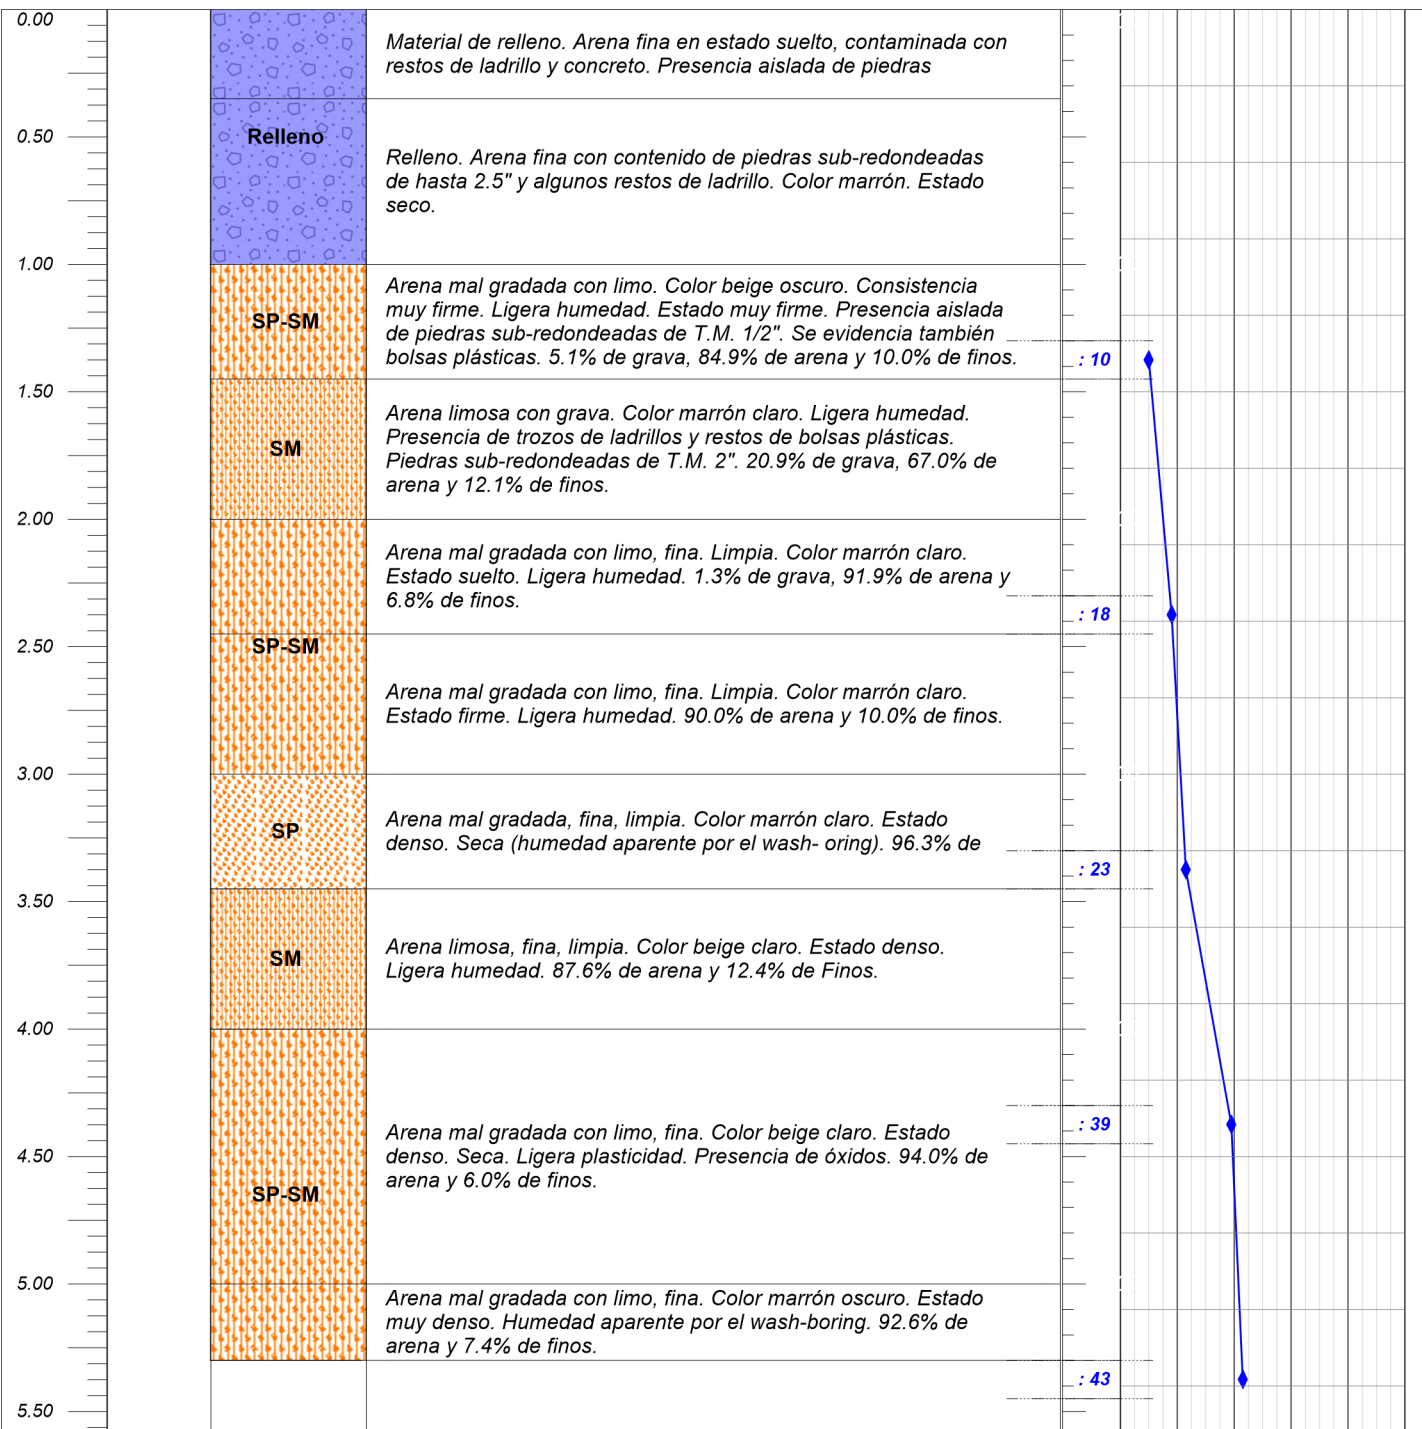 0.00
Material de relleno. Arena fina en estado suelto, contaminada con
restos de ladrillo y concreto. Presencia aislada de piedras
0.50
Relleno
Relleno. Arena fina con contenido de piedras sub-redondeadas
de hasta 2.5" y algunos restos de ladrillo. Color marrón. Estado
seco.
1.00
SP-SM
Arena mal gradada con limo. Color beige oscuro. Consistencia
muy firme. Ligera humedad. Estado muy firme. Presencia aislada
de piedras sub-redondeadas de T.M. 1/2". Se evidencia también
bolsas plásticas. 5.1% de grava, 84.9% de arena y 10.0% de finos.
: 10
1.50
SM
Arena limosa con grava. Color marrón claro. Ligera humedad.
Presencia de trozos de ladrillos y restos de bolsas plásticas.
Piedras sub-redondeadas de T.M. 2". 20.9% de grava, 67.0% de
arena y 12.1% de finos.
2.00
Arena mal gradada con limo, fina. Limpia. Color marrón claro.
Estado suelto. Ligera humedad. 1.3% de grava, 91.9% de arena y
6.8% de finos.
: 18
2.50
SP-SM
Arena mal gradada con limo, fina. Limpia. Color marrón claro.
Estado firme. Ligera humedad. 90.0% de arena y 10.0% de finos.
3.00
SP
Arena mal gradada, fina, limpia. Color marrón claro. Estado
denso. Seca (humedad aparente por el wash- oring). 96.3% de
: 23
3.50
SM
Arena limosa, fina, limpia. Color beige claro. Estado denso.
Ligera humedad. 87.6% de arena y 12.4% de Finos.
4.00
: 39
Arena mal gradada con limo, fina. Color beige claro. Estado
denso. Seca. Ligera plasticidad. Presencia de óxidos. 94.0% de
arena y 6.0% de finos.
4.50
SP-SM
5.00
Arena mal gradada con limo, fina. Color marrón oscuro. Estado
muy denso. Humedad aparente por el wash-boring. 92.6% de
arena y 7.4% de finos.
: 43
5.50